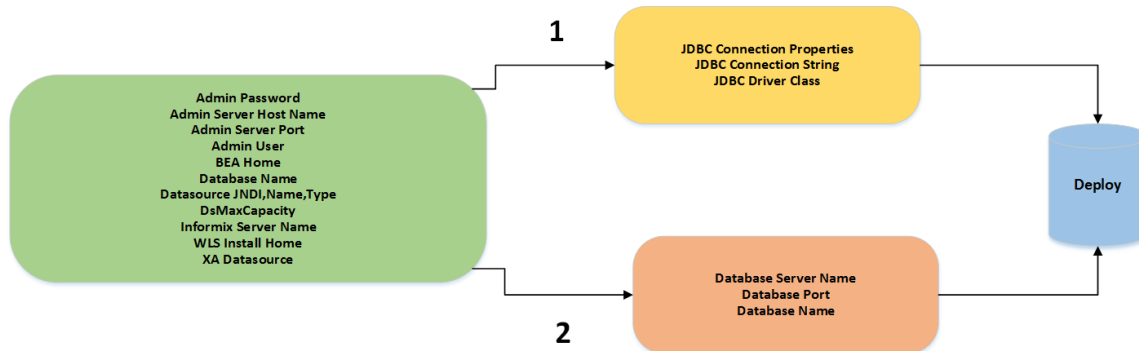 1
JDBC Connection Properties
JDBC Connection String
JDBC Driver Class
Admin Password
Admin Server Host Name
Admin Server Port
Admin User
BEA Home
Database Name
Datasource JNDI,Name,Type
DsMaxCapacity
Informix Server Name
WLS Install Home
XA Datasource
Deploy
Database Server Name
Database Port
Database Name
2